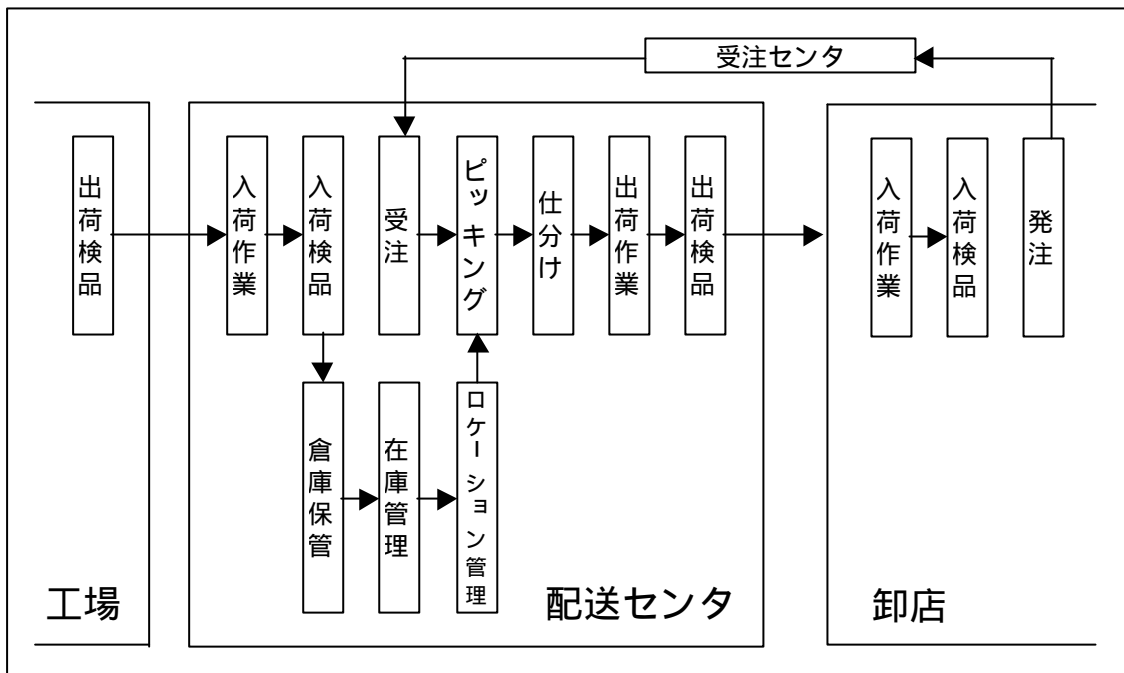 受注センタ
出荷検品
入荷作業
入荷検品
受注
ピッキング
仕分け
出荷作業
出荷検品
入荷作業
入荷検品
発注
倉庫保管
在庫管理
ロケーション管理
工場
配送センタ
卸店